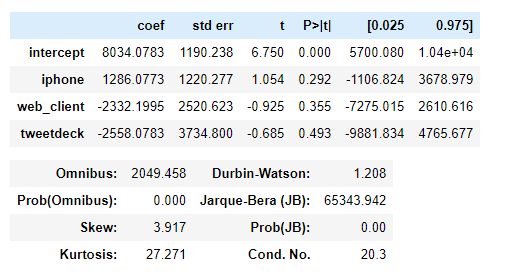 coef std err t P>|t| [0.025 0.975]
intercept 8034.0783 1190.238 6.750 0.000 5700.080 1.04e+04
iphone 1286.0773 1220.277 1.054 0.292 -1106.824 3678.979
web_client -2332.1995 2520.623 -0.925 0.355 -7275.015 2610.616
tweetdeck -2558.0783 3734.800 -0.685 0.493 -9881.834 4765.677
Omnibus: 2049.458 Durbin-Watson: 1.208
Prob(Omnibus): 0.000 Jarque-Bera (JB): 65343.942
Skew: 3.917 Prob(JB): 0.00
Kurtosis: 27.271 Cond. No. 20.3